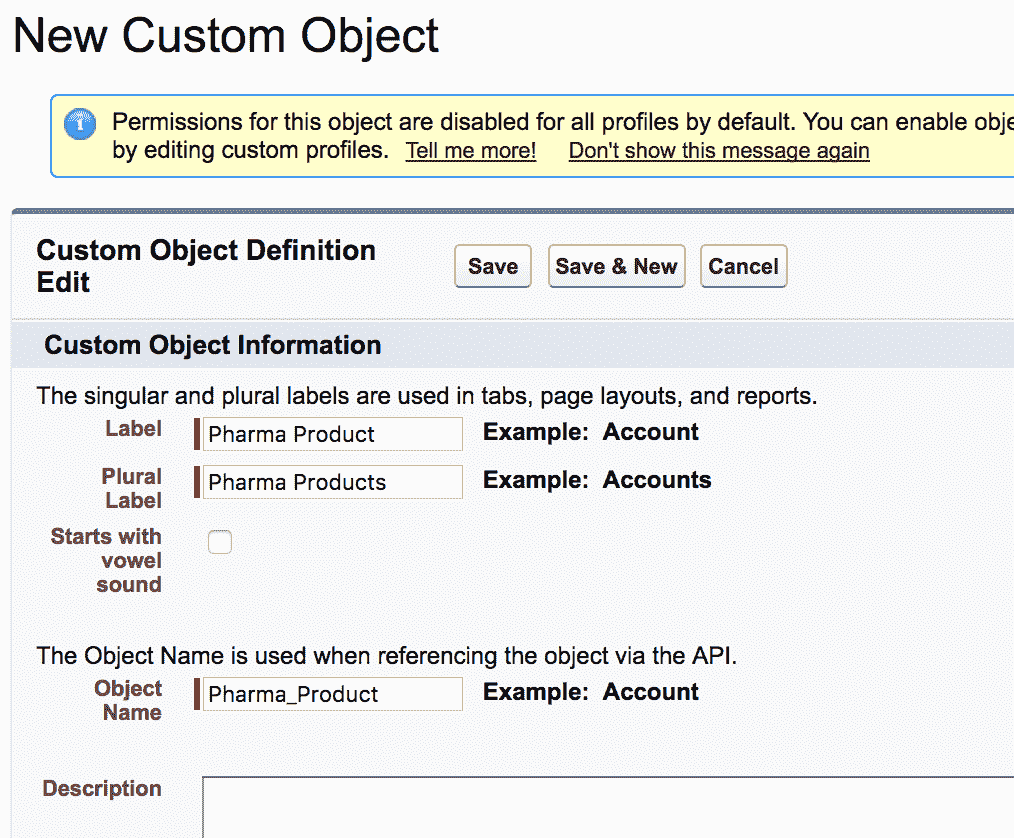 New Custom Object
Permissions for this object are disabled for all profiles by default. You can enable
by editing custom profiles. Tell me more! Don't show this message again
Custom Object Definition
Edit
Save Save & New Cancel
Custom Object Information
The singular and plural labels are used in tabs, page layouts, and reports.
Label Pharma Product Example: Account
Plural
Label Pharma Products Example: Accounts
Starts with
vowel
sound
The Object Name is used when referencing the object via the API.
Object
Name Pharma_Product Example: Account
Description